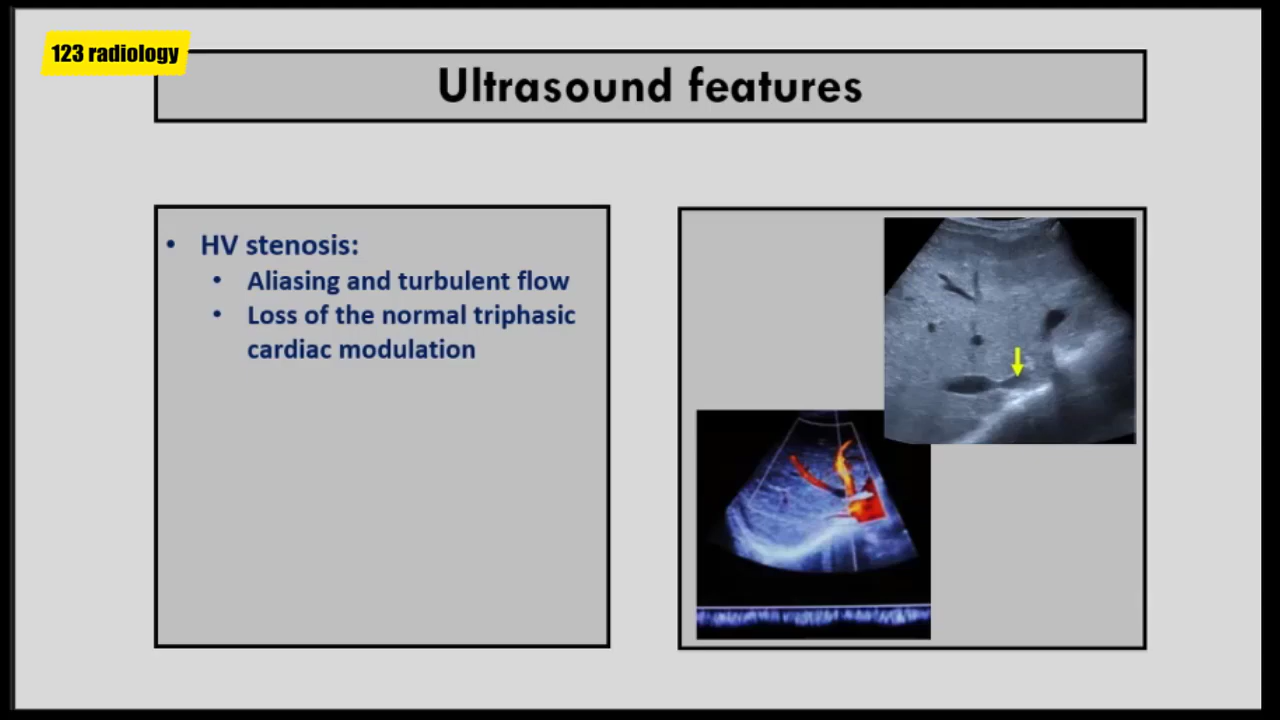 123 radiology
Ultrasound features
• HV stenosis:
• Aliasing and turbulent flow
• Loss of the normal triphasic
cardiac modulation